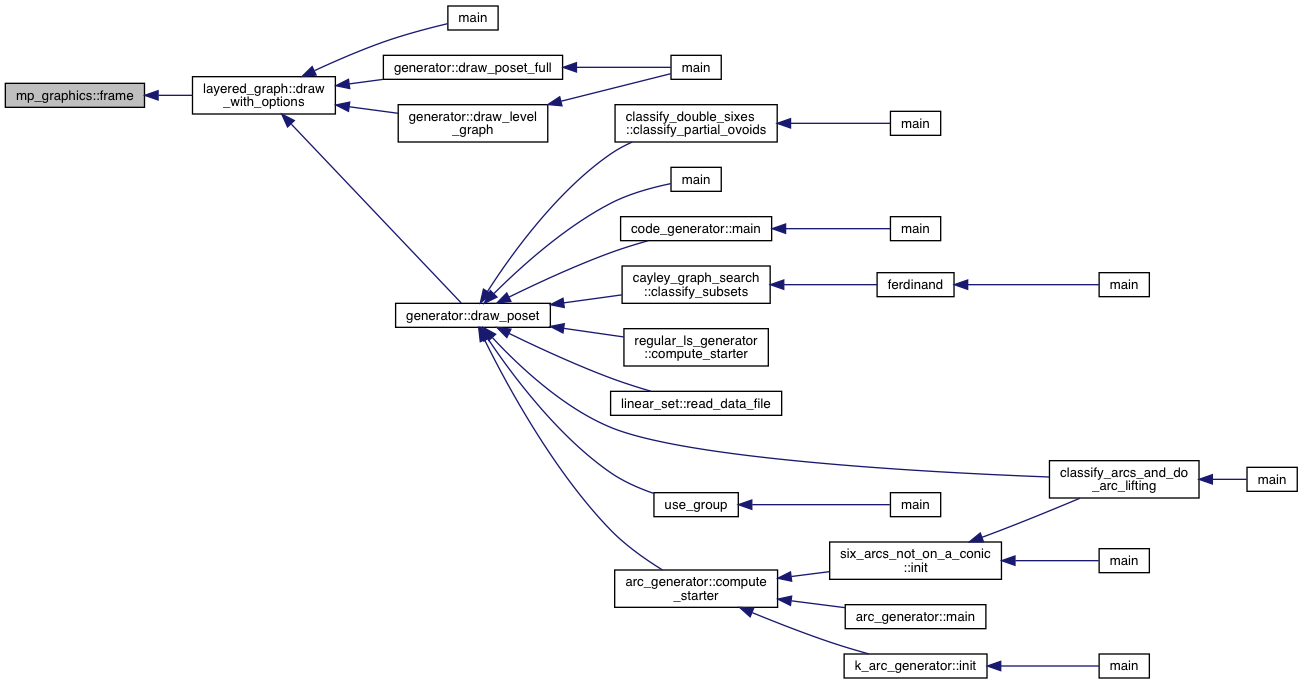 main
generator::draw_poset_full
main
mp_graphics::frame
layered_graph::draw
_with_options
generator::draw_level
_graph
classify_double_sixes
::classify_partial_ovoids
main
main
code_generator::main
main
cayley_graph_search
::classify_subsets
ferdinand
main
generator::draw_poset
regular_ls_generator
::compute_starter
linear_set::read_data_file
classify_arcs_and_do
_arc_lifting
main
use_group
main
six_arcs_not_on_a_conic
::init
main
arc_generator::compute
_starter
arc_generator::main
k_arc_generator::init
main